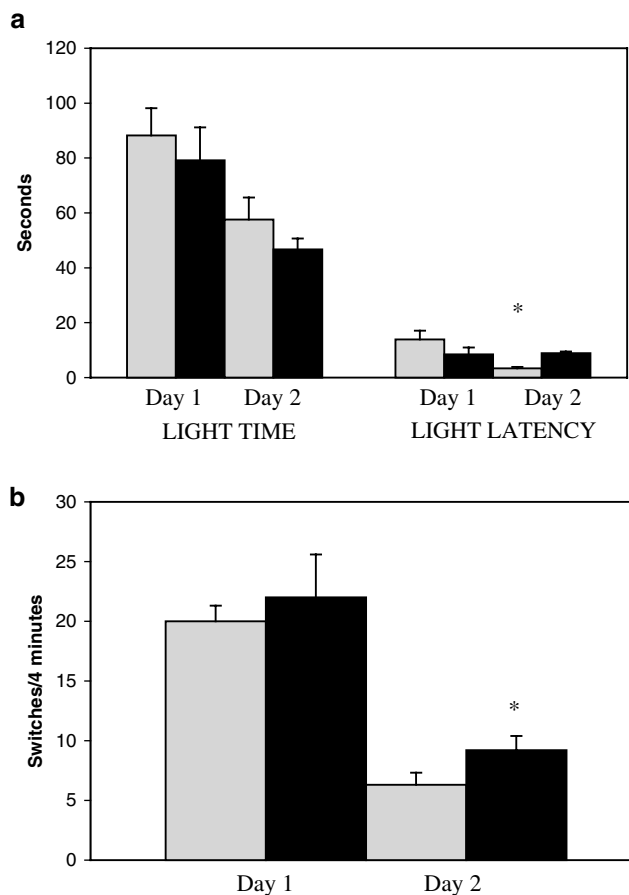 a
120
100
80
60
40
20
0
Seconds
*
Day 1 Day 2 Day 1 Day 2
LIGHT TIME LIGHT LATENCY
b
30
25
20
15
10
5
0
Switches/4 minutes
*
Day 1 Day 2